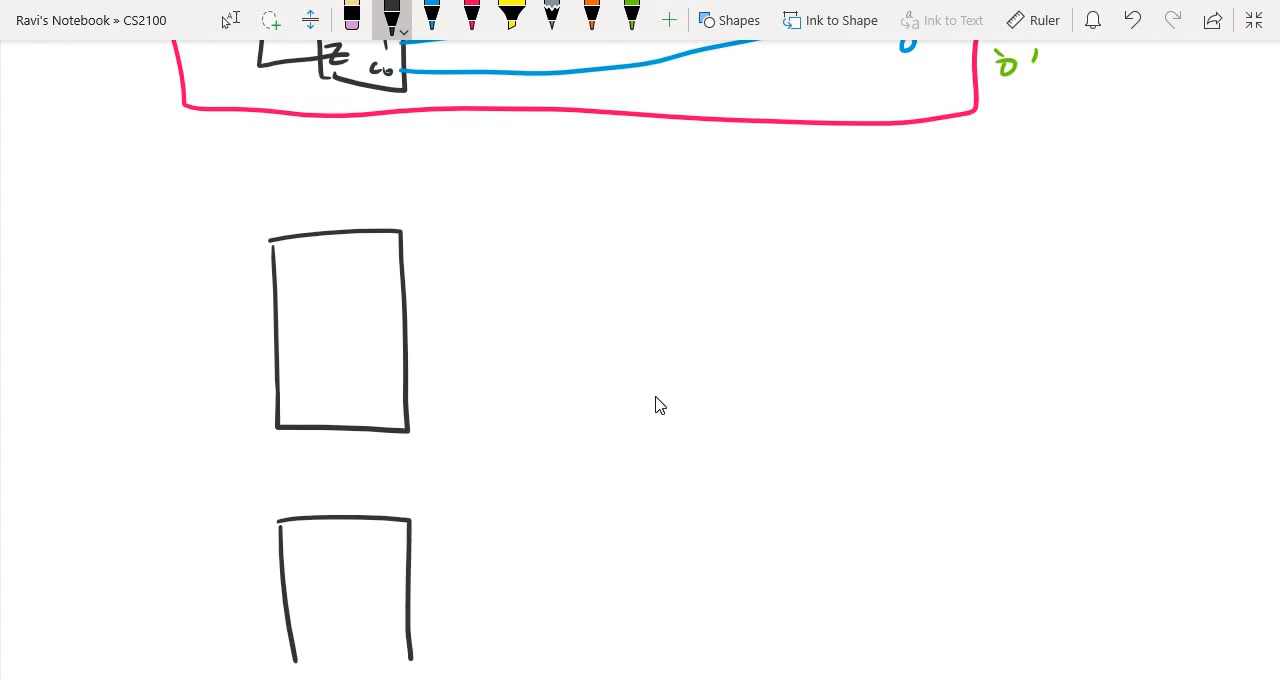 Ravi's Notebook » CS2100
Shapes
Ink to Shape
Ink to Text
Ruler
Z